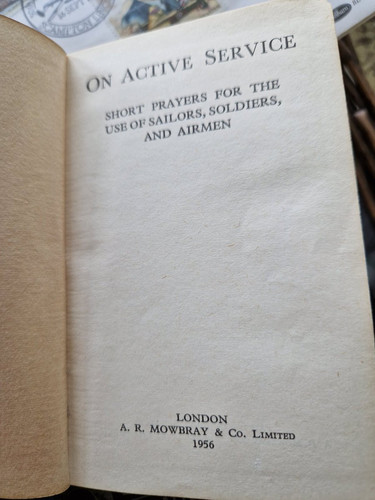 ON ACTIVE SERVICE
SHORT PRAYERS FOR THE
USE OF SAILORS, SOLDIERS,
AND AIRMEN
LONDON
A. R. MOWBRAY & Co. LIMITED
1956